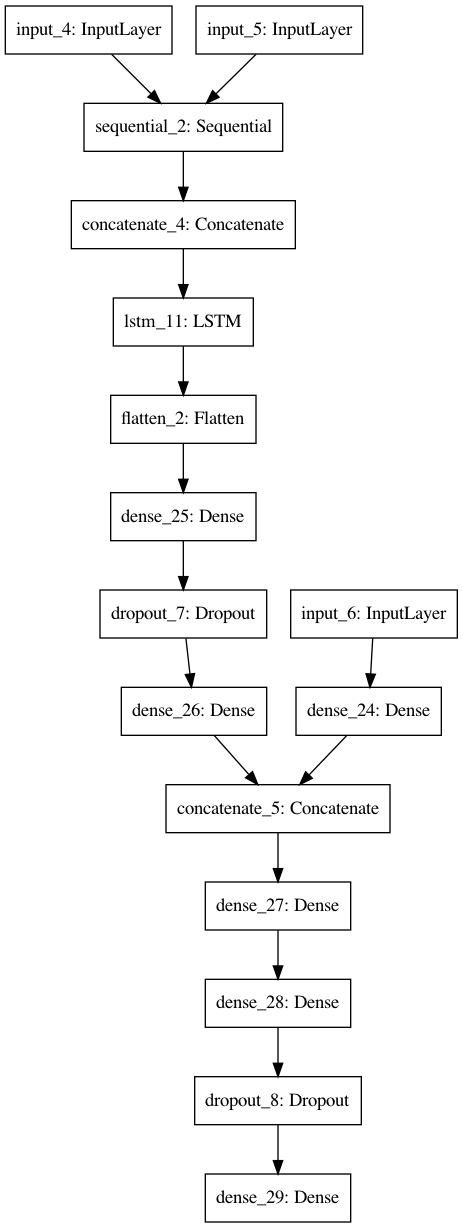 input_4: InputLayer
input_5: InputLayer
sequential_2: Sequential
concatenate_4: Concatenate
lstm_11: LSTM
flatten_2: Flatten
dense_25: Dense
dropout_7: Dropout
input_6: InputLayer
dense_26: Dense
dense_24: Dense
concatenate_5: Concatenate
dense_27: Dense
dense_28: Dense
dropout_8: Dropout
dense_29: Dense